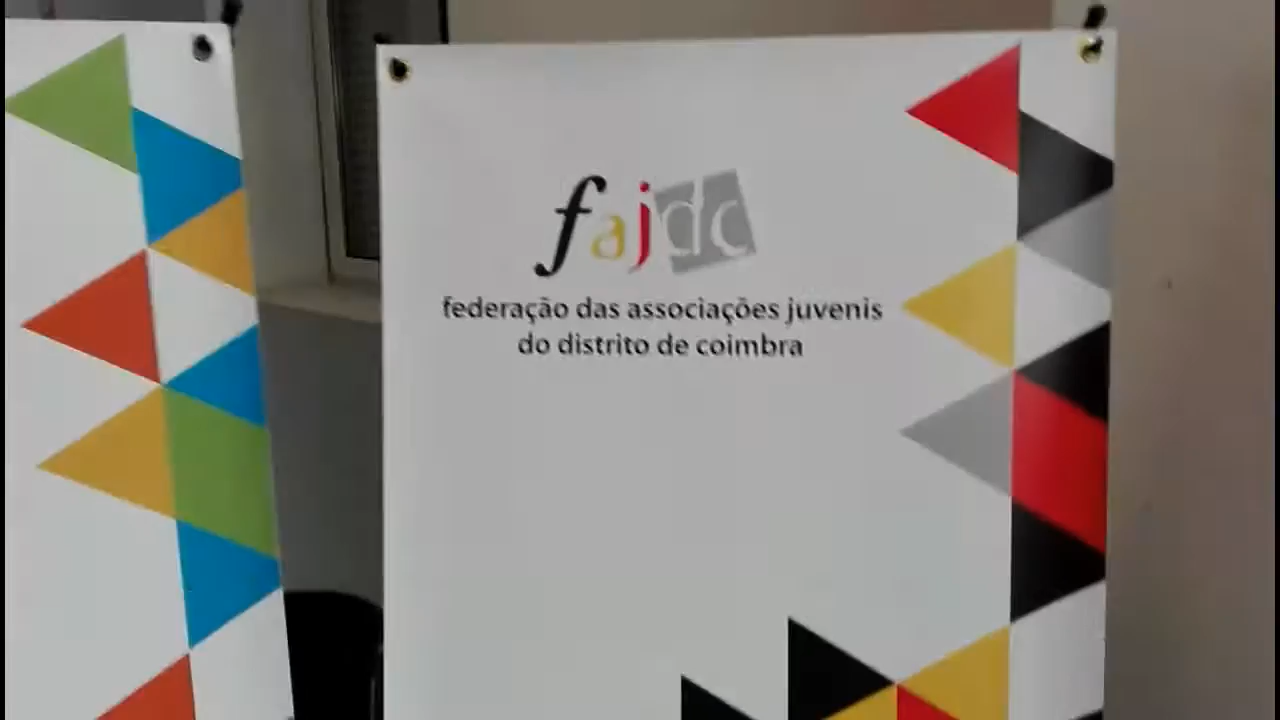 fajdc
federação das associações juvenis
do distrito de coimbra